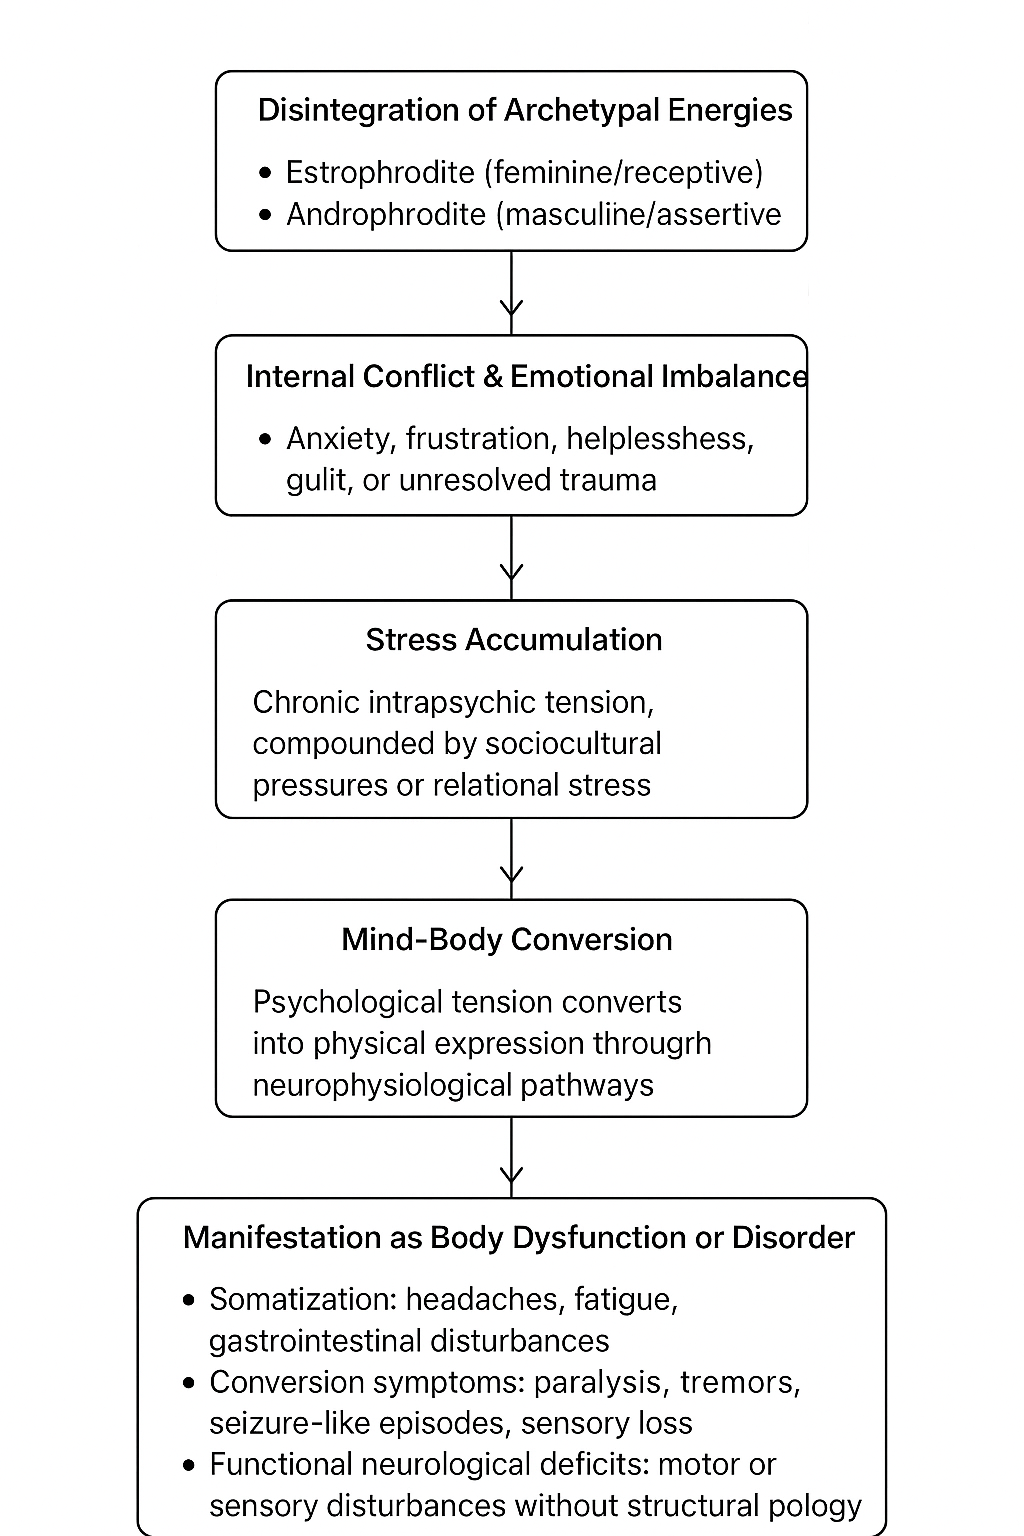 Disintegration of Archetypal Energies
• Estrophrodite (feminine/receptive)
• Androphrodite (masculine/assertive
Internal Conflict & Emotional Imbalance
• Anxiety, frustration, helplesshess,
gulit, or unresolved trauma
Stress Accumulation
Chronic intrapsychic tension,
compounded by sociocultural
pressures or relational stress
Mind-Body Conversion
Psychological tension converts
into physical expression througrh
neurophysiological pathways
Manifestation as Body Dysfunction or Disorder
• Somatization: headaches, fatigue,
gastrointestinal disturbances
• Conversion symptoms: paralysis, tremors,
seizure-like episodes, sensory loss
• Functional neurological deficits: motor or
sensory disturbances without structural pology